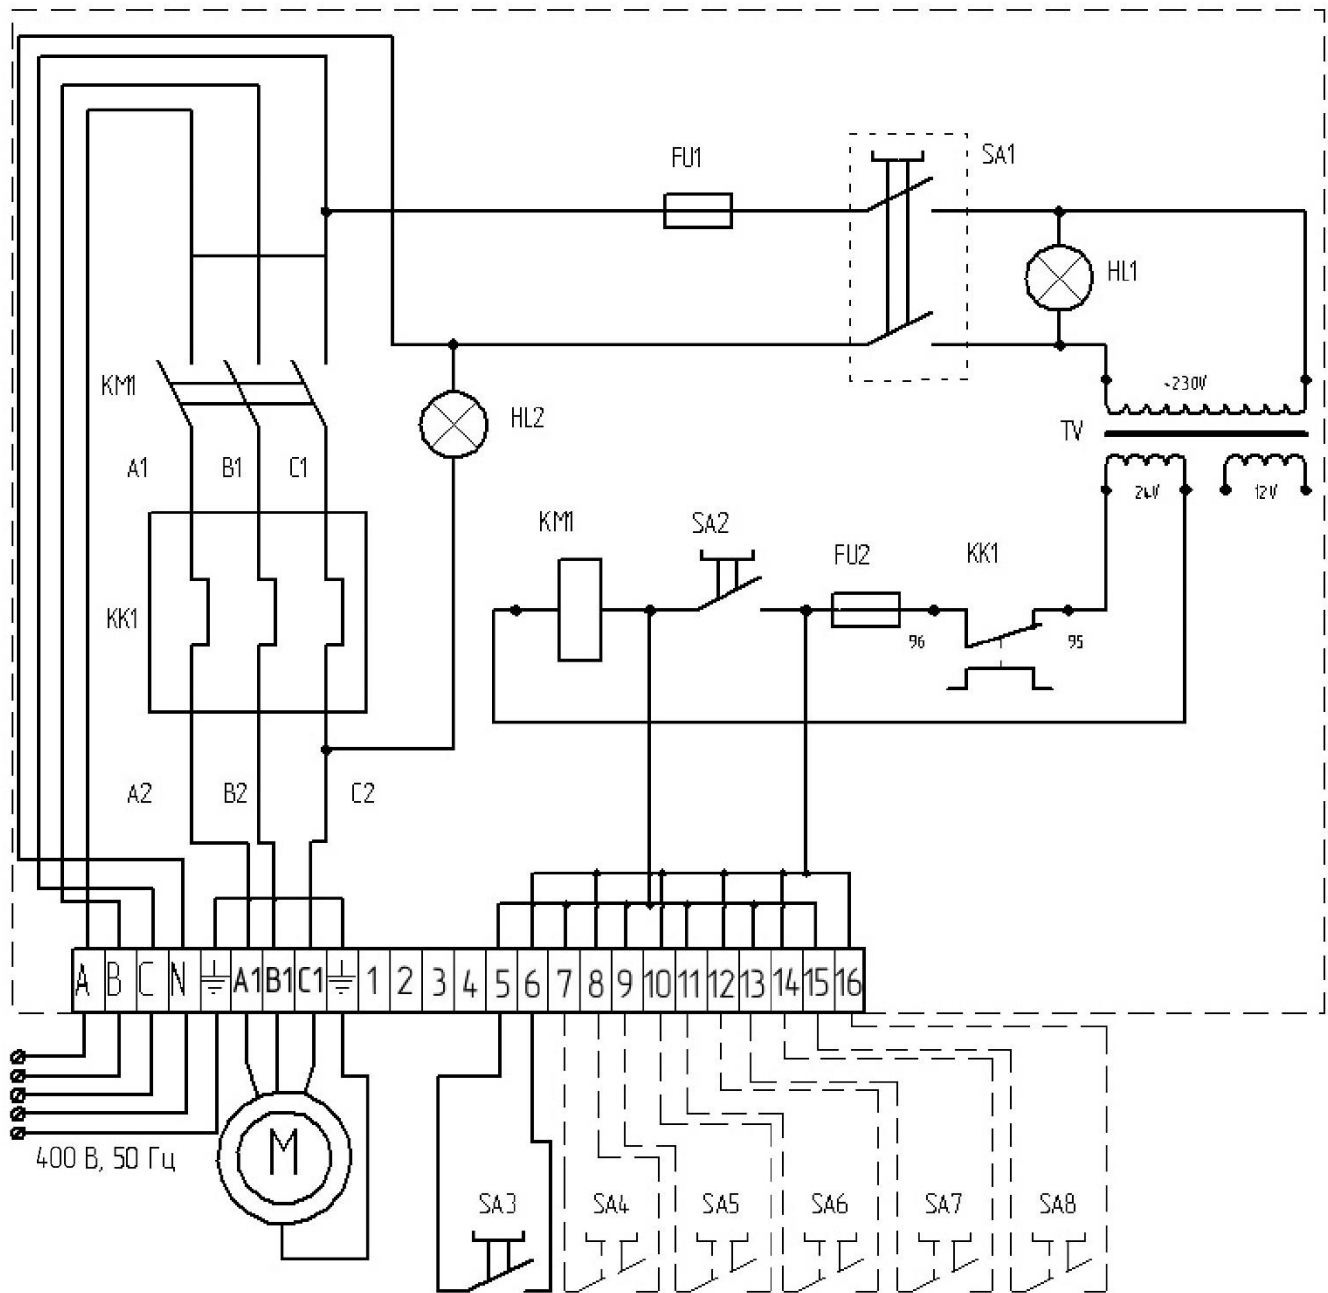 FU1
SA1
HL1
KM1
~230V
TV
HL2
A1 B1 C1
24V 12V
KM1
SA2
FU2
KK1
KK1
96
95
A2 B2 C2
A B C N A1 B1 C1 1 2 3 4 5 6 7 8 9 10 11 12 13 14 15 16
400 В, 50 Гц
M
SA3
SA4
SA5
SA6
SA7
SA8